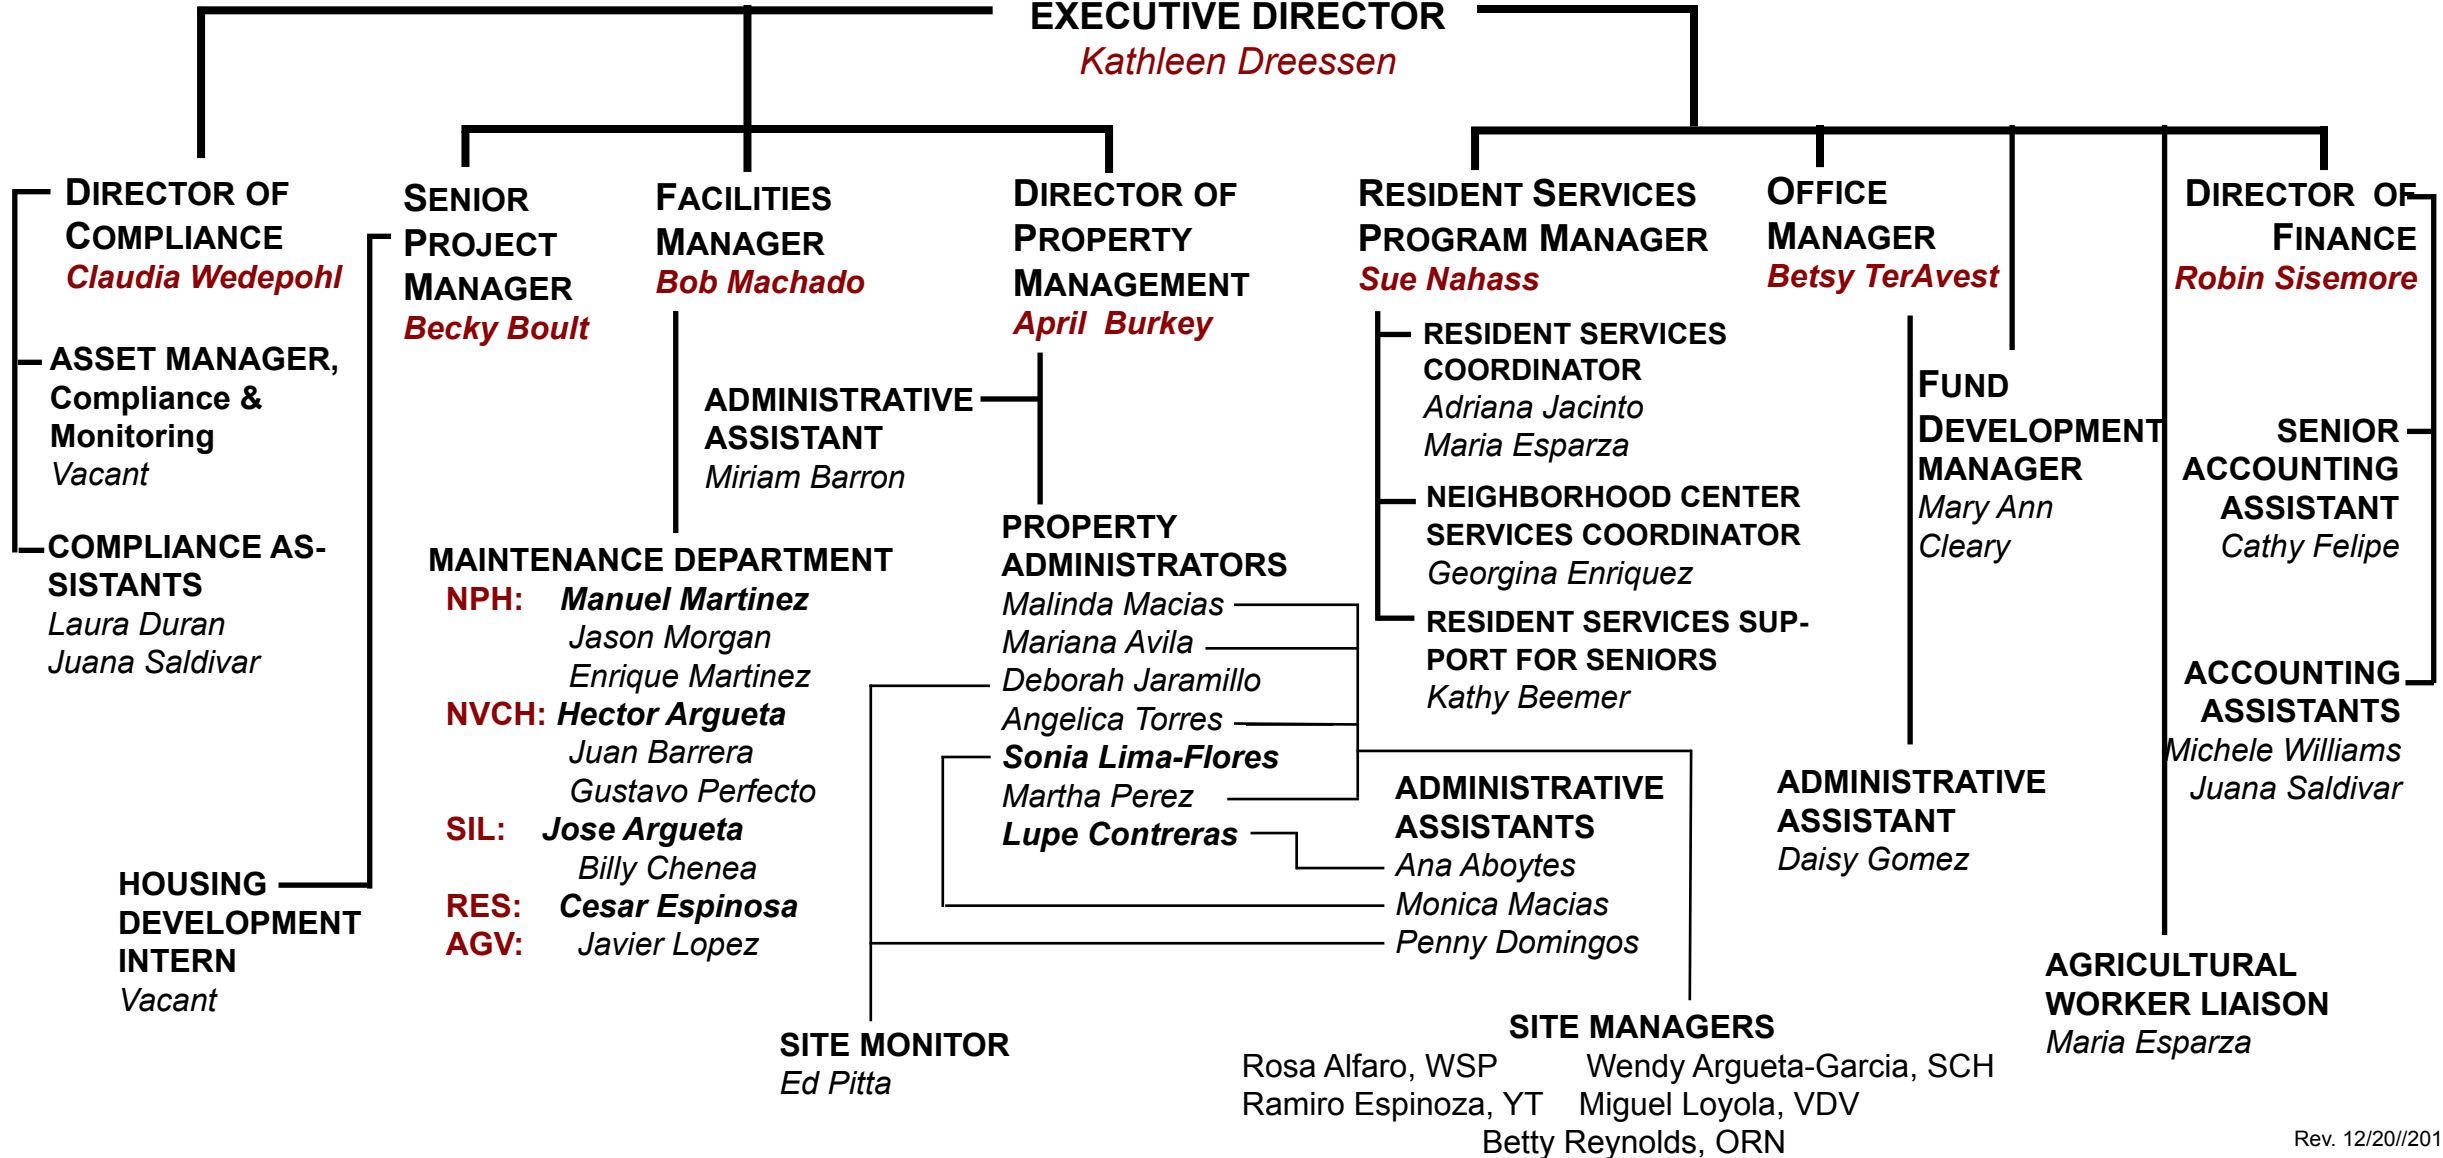 EXECUTIVE DIRECTOR
Kathleen Dreessen
DIRECTOR OF
COMPLIANCE
Claudia Wedepohl
ASSET MANAGER,
Compliance &
Monitoring
Vacant
COMPLIANCE AS-
SISTANTS
Laura Duran
Juana Saldivar
SENIOR
PROJECT
MANAGER
Becky Boult
HOUSING
DEVELOPMENT
INTERN
Vacant
FACILITIES
MANAGER
Bob Machado
MAINTENANCE DEPARTMENT
NPH: Manuel Martinez
Jason Morgan
Enrique Martinez
NVCH: Hector Argueta
Juan Barrera
Gustavo Perfecto
SIL: Jose Argueta
Billy Chenea
RES: Cesar Espinosa
AGV: Javier Lopez
DIRECTOR OF
PROPERTY
MANAGEMENT
April Burkey
ADMINISTRATIVE
ASSISTANT
Miriam Barron
PROPERTY
ADMINISTRATORS
Malinda Macias
Mariana Avila
Deborah Jaramillo
Angelica Torres
Sonia Lima-Flores
Martha Perez
Lupe Contreras
ADMINISTRATIVE
ASSISTANTS
Ana Aboytes
Monica Macias
Penny Domingos
SITE MONITOR
Ed Pitta
SITE MANAGERS
Rosa Alfaro, WSP Wendy Argueta-Garcia, SCH
Ramiro Espinoza, YT Miguel Loyola, VDV
Betty Reynolds, ORN
RESIDENT SERVICES
PROGRAM MANAGER
Sue Nahass
RESIDENT SERVICES
COORDINATOR
Adriana Jacinto
Maria Esparza
NEIGHBORHOOD CENTER
SERVICES COORDINATOR
Georgina Enriquez
RESIDENT SERVICES SUP-
PORT FOR SENIORS
Kathy Beemer
OFFICE
MANAGER
Betsy TerAvest
ADMINISTRATIVE
ASSISTANT
Daisy Gomez
FUND
DEVELOPMENT
MANAGER
Mary Ann
Cleary
AGRICULTURAL
WORKER LIAISON
Maria Esparza
DIRECTOR OF
FINANCE
Robin Sisemore
SENIOR
ACCOUNTING
ASSISTANT
Cathy Felipe
ACCOUNTING
ASSISTANTS
Michele Williams
Juana Saldivar
Rev. 12/20//201